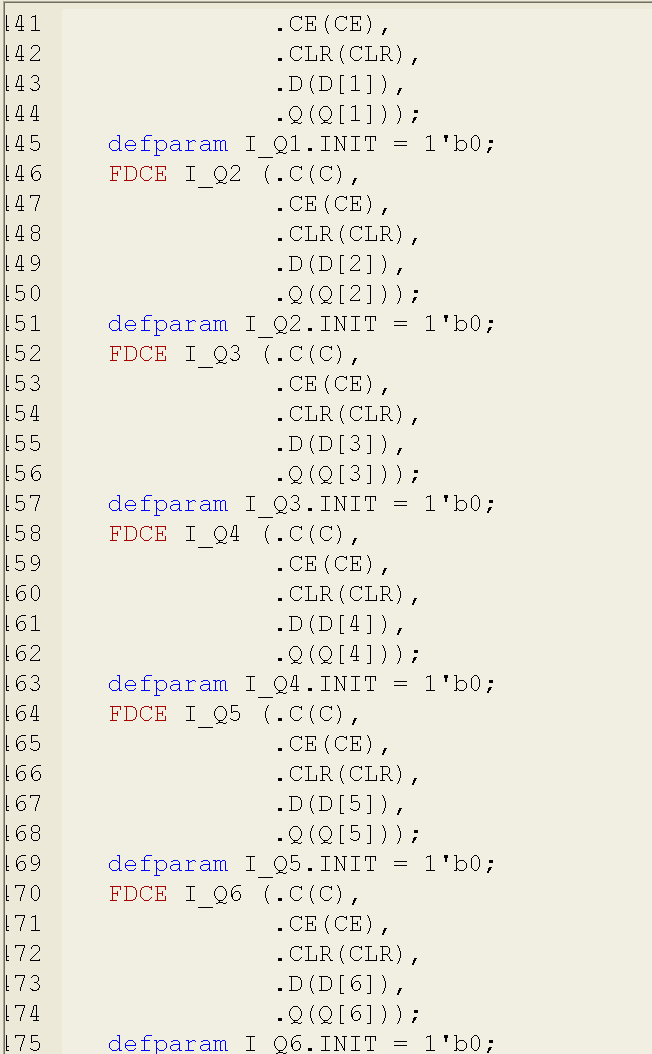 441 .CE(CE),
442 .CLR(CLR),
443 .D(D[1]),
444 .Q(Q[1]));
445 defparam I_Q1.INIT = 1'b0;
446 FDCE I_Q2 (.C(C),
447 .CE(CE),
448 .CLR(CLR),
449 .D(D[2]),
450 .Q(Q[2]));
451 defparam I_Q2.INIT = 1'b0;
452 FDCE I_Q3 (.C(C),
453 .CE(CE),
454 .CLR(CLR),
455 .D(D[3]),
456 .Q(Q[3]));
457 defparam I_Q3.INIT = 1'b0;
458 FDCE I_Q4 (.C(C),
459 .CE(CE),
460 .CLR(CLR),
461 .D(D[4]),
462 .Q(Q[4]));
463 defparam I_Q4.INIT = 1'b0;
464 FDCE I_Q5 (.C(C),
465 .CE(CE),
466 .CLR(CLR),
467 .D(D[5]),
468 .Q(Q[5]));
469 defparam I_Q5.INIT = 1'b0;
470 FDCE I_Q6 (.C(C),
471 .CE(CE),
472 .CLR(CLR),
473 .D(D[6]),
474 .Q(Q[6]));
475 defparam I_Q6.INIT = 1'b0;